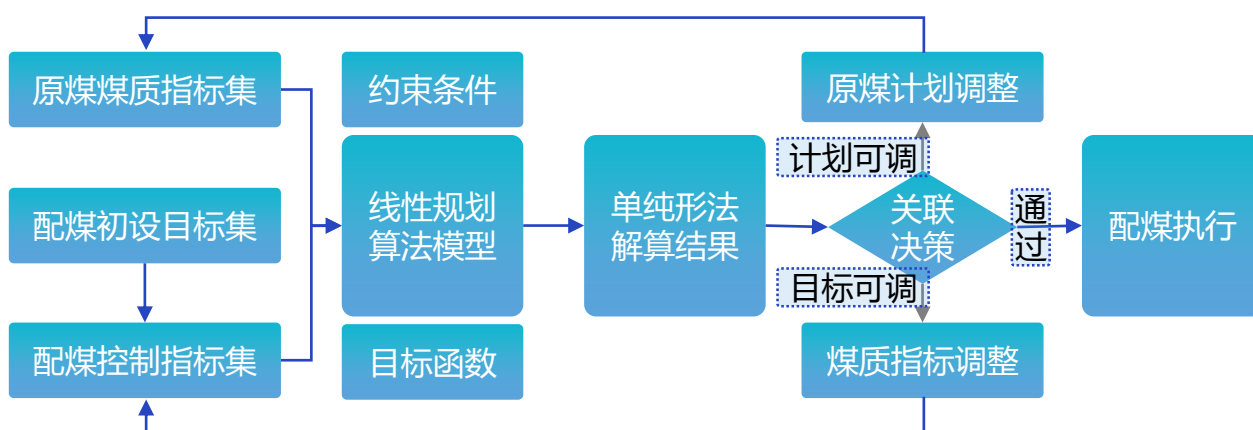 原煤煤质指标集
约束条件
原煤计划调整
计划可调
配煤初设目标集
线性规划
算法模型
单纯形法
解算结果
关联
决策
通
过
配煤执行
目标可调
配煤控制指标集
目标函数
煤质指标调整